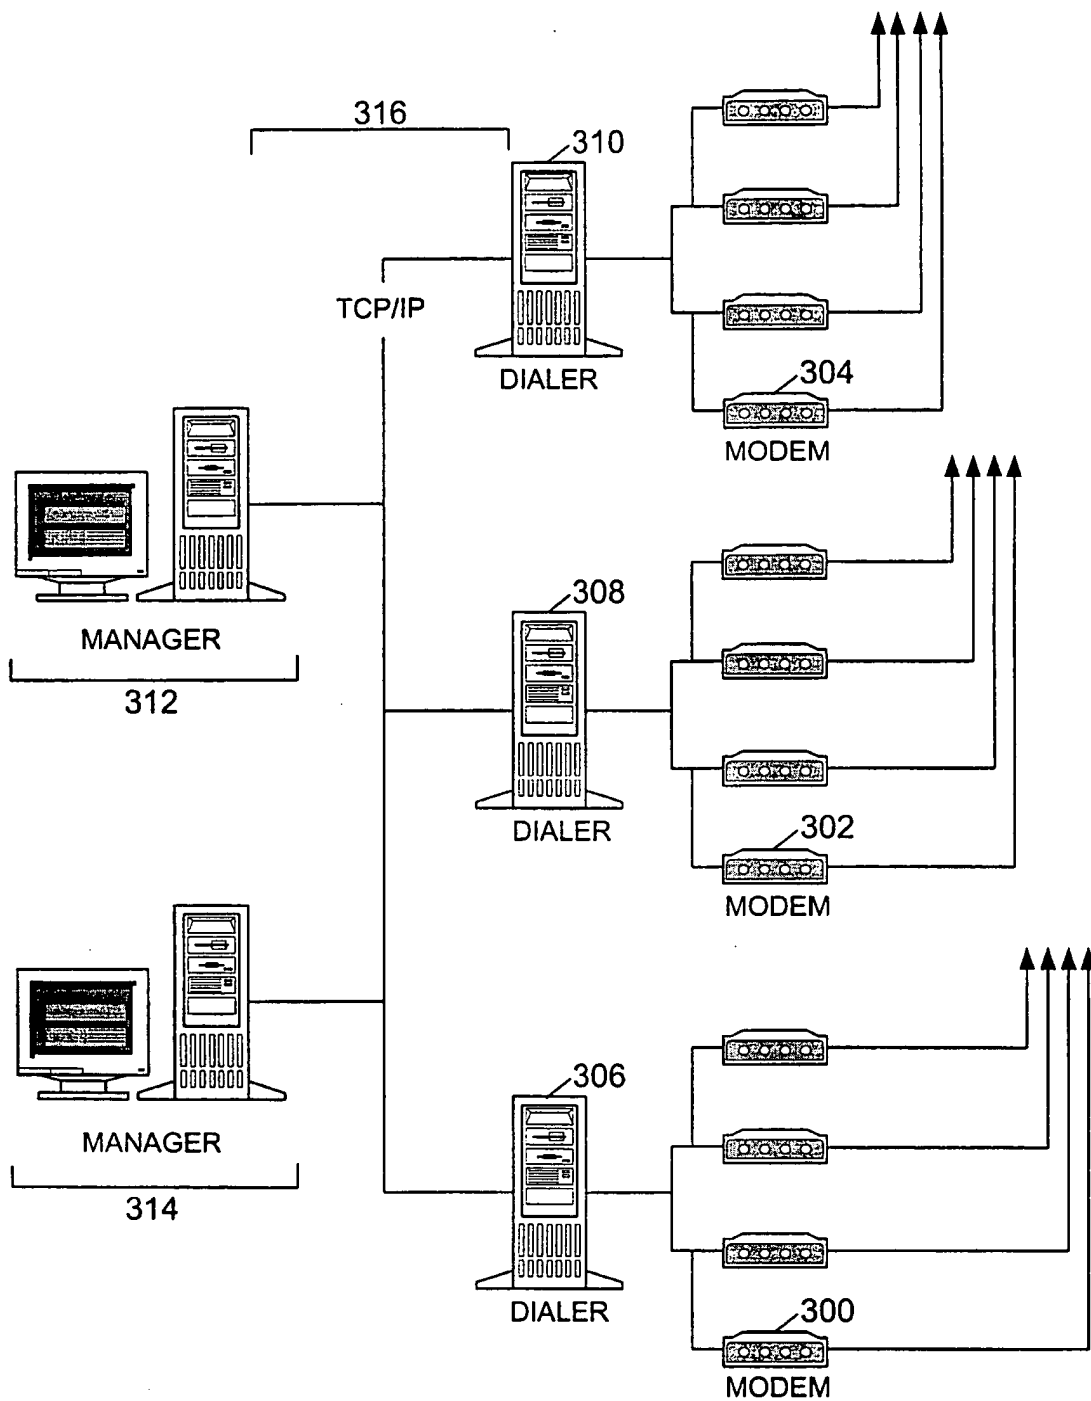 316
310
TCP/IP
DIALER
304
MODEM
MANAGER
312
308
DIALER
302
MODEM
MANAGER
314
306
DIALER
300
MODEM